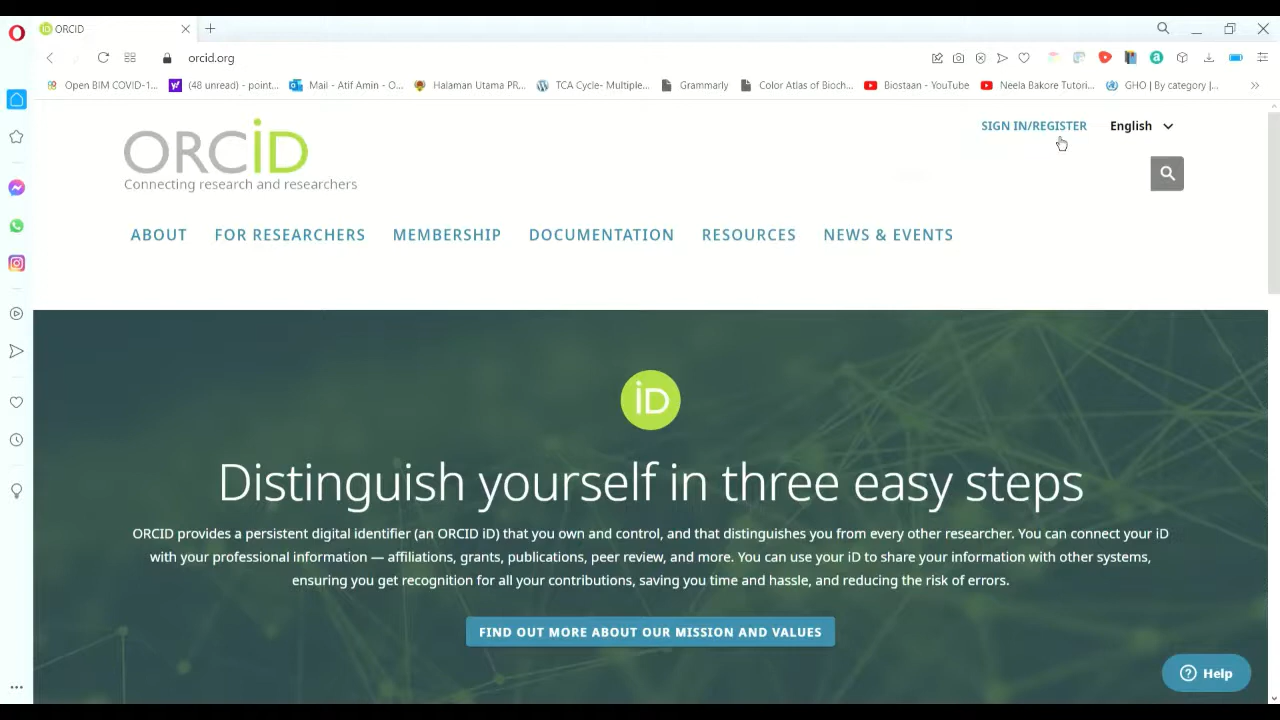 ORCID
orcid.org
Open BIM COVID-1...
(48 unread) - point...
Mail - Atif Amin - O...
Halaman Utama PR...
TCA Cycle- Multiple...
Grammarly
Color Atlas of Bioch...
Biostaan - YouTube
Neela Bakore Tutori...
GHO | By category |...
SIGN IN/REGISTER
English
ORCID
Connecting research and researchers
ABOUT
FOR RESEARCHERS
MEMBERSHIP
DOCUMENTATION
RESOURCES
NEWS & EVENTS
iD
Distinguish yourself in three easy steps
ORCID provides a persistent digital identifier (an ORCID iD) that you own and control, and that distinguishes you from every other researcher. You can connect your iD
with your professional information — affiliations, grants, publications, peer review, and more. You can use your iD to share your information with other systems,
ensuring you get recognition for all your contributions, saving you time and hassle, and reducing the risk of errors.
FIND OUT MORE ABOUT OUR MISSION AND VALUES
Help